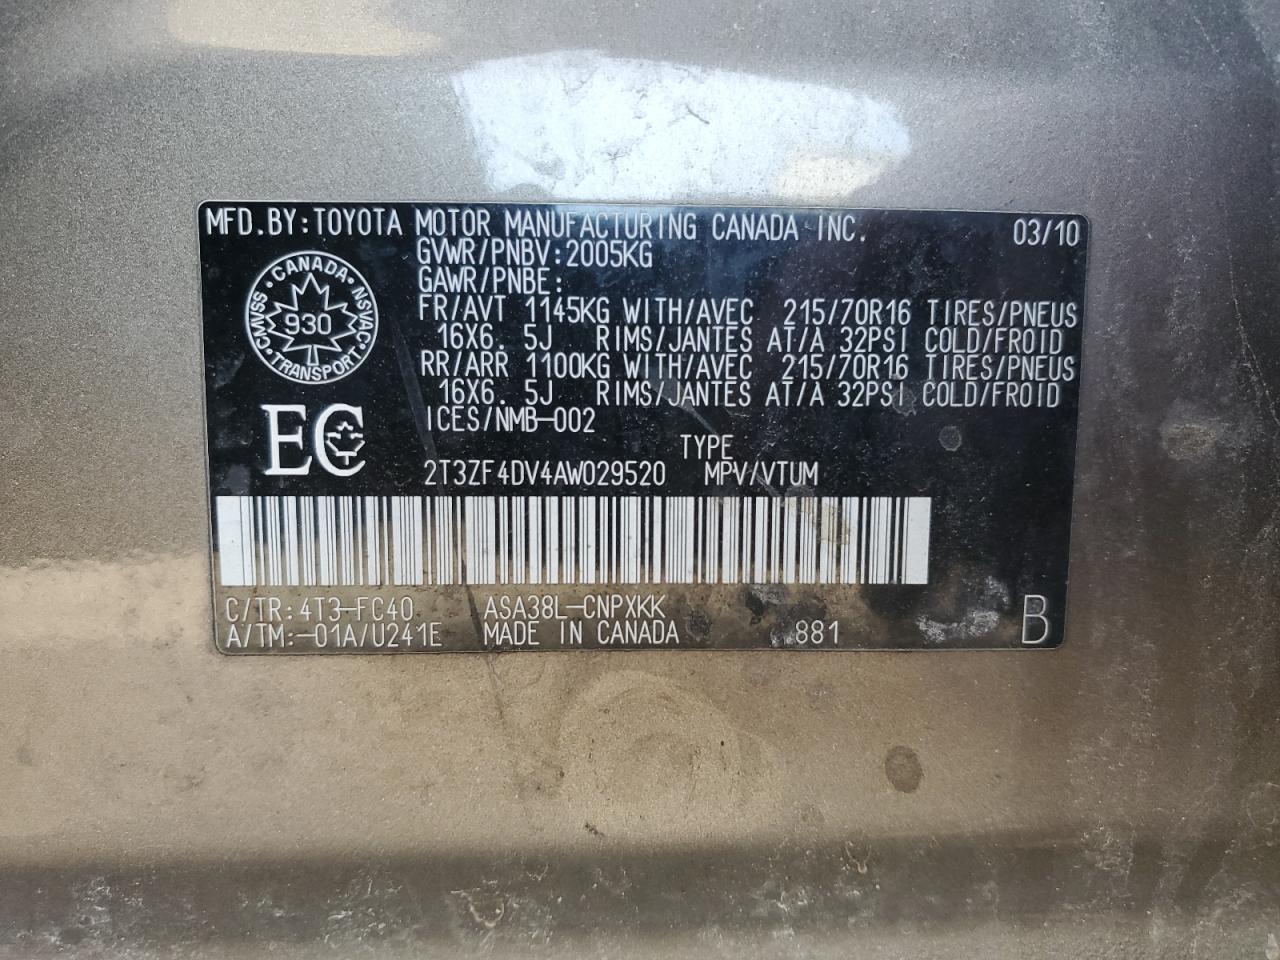 MFD.BY:TOYOTA MOTOR MANUFACTURING CANADA INC. 03/10
GVWR/PNBV:2005KG
GAWR/PNBE:
FR/AVT 1145KG WITH/AVEC 215/70R16 TIRES/PNEUS
16X6. 5J RIMS/JANTES AT/A 32PSI COLD/FROID
RR/ARR 1100KG WITH/AVEC 215/70R16 TIRES/PNEUS
16X6. 5J RIMS/JANTES AT/A 32PSI COLD/FROID
ICES/NMB-002
CANADA
CMVSS 930 NSVAC
TRANSPORT
EC
TYPE
2T3ZF4DV4AW029520 MPV/VTUM
C/TR:4T3-FC40 ASA38L-CNPXKK
A/TM:-01A/U241E MADE IN CANADA 881 B